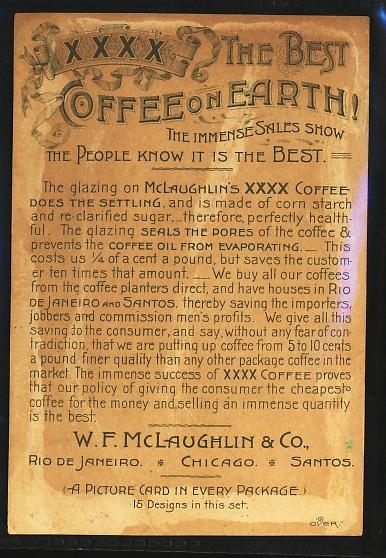 XXXX THE BEST
COFFEE ON EARTH!
THE IMMENSE SALES SHOW
THE PEOPLE KNOW IT IS THE BEST.
The glazing on McLAUGHLIN'S XXXX COFFEE
DOES THE SETTLING, and is made of corn starch
and re-clarified sugar,—therefore, perfectly health-
ful. The glazing SEALS THE PORES of the coffee &
prevents the COFFEE OIL FROM EVAPORATING.— This
costs us ¼ of a cent a pound, but saves the custom-
er ten times that amount. — We buy all our coffees
from the coffee planters direct, and have houses in RIO
DE JANEIRO AND SANTOS, thereby saving the importers,
jobbers and commission men's profits. We give all this
saving to the consumer, and say, without any fear of con-
tradiction, that we are putting up coffee from 5 to 10 cents
a pound finer quality than any other package coffee in the
market. The immense success of XXXX COFFEE proves
that our policy of giving the consumer the cheapest
coffee for the money and selling an immense quantity
is the best.
W. F. McLAUGHLIN & CO.,
RIO DE JANEIRO. * CHICAGO. * SANTOS.
(A PICTURE CARD IN EVERY PACKAGE.)
15 Designs in this set.
OVER.